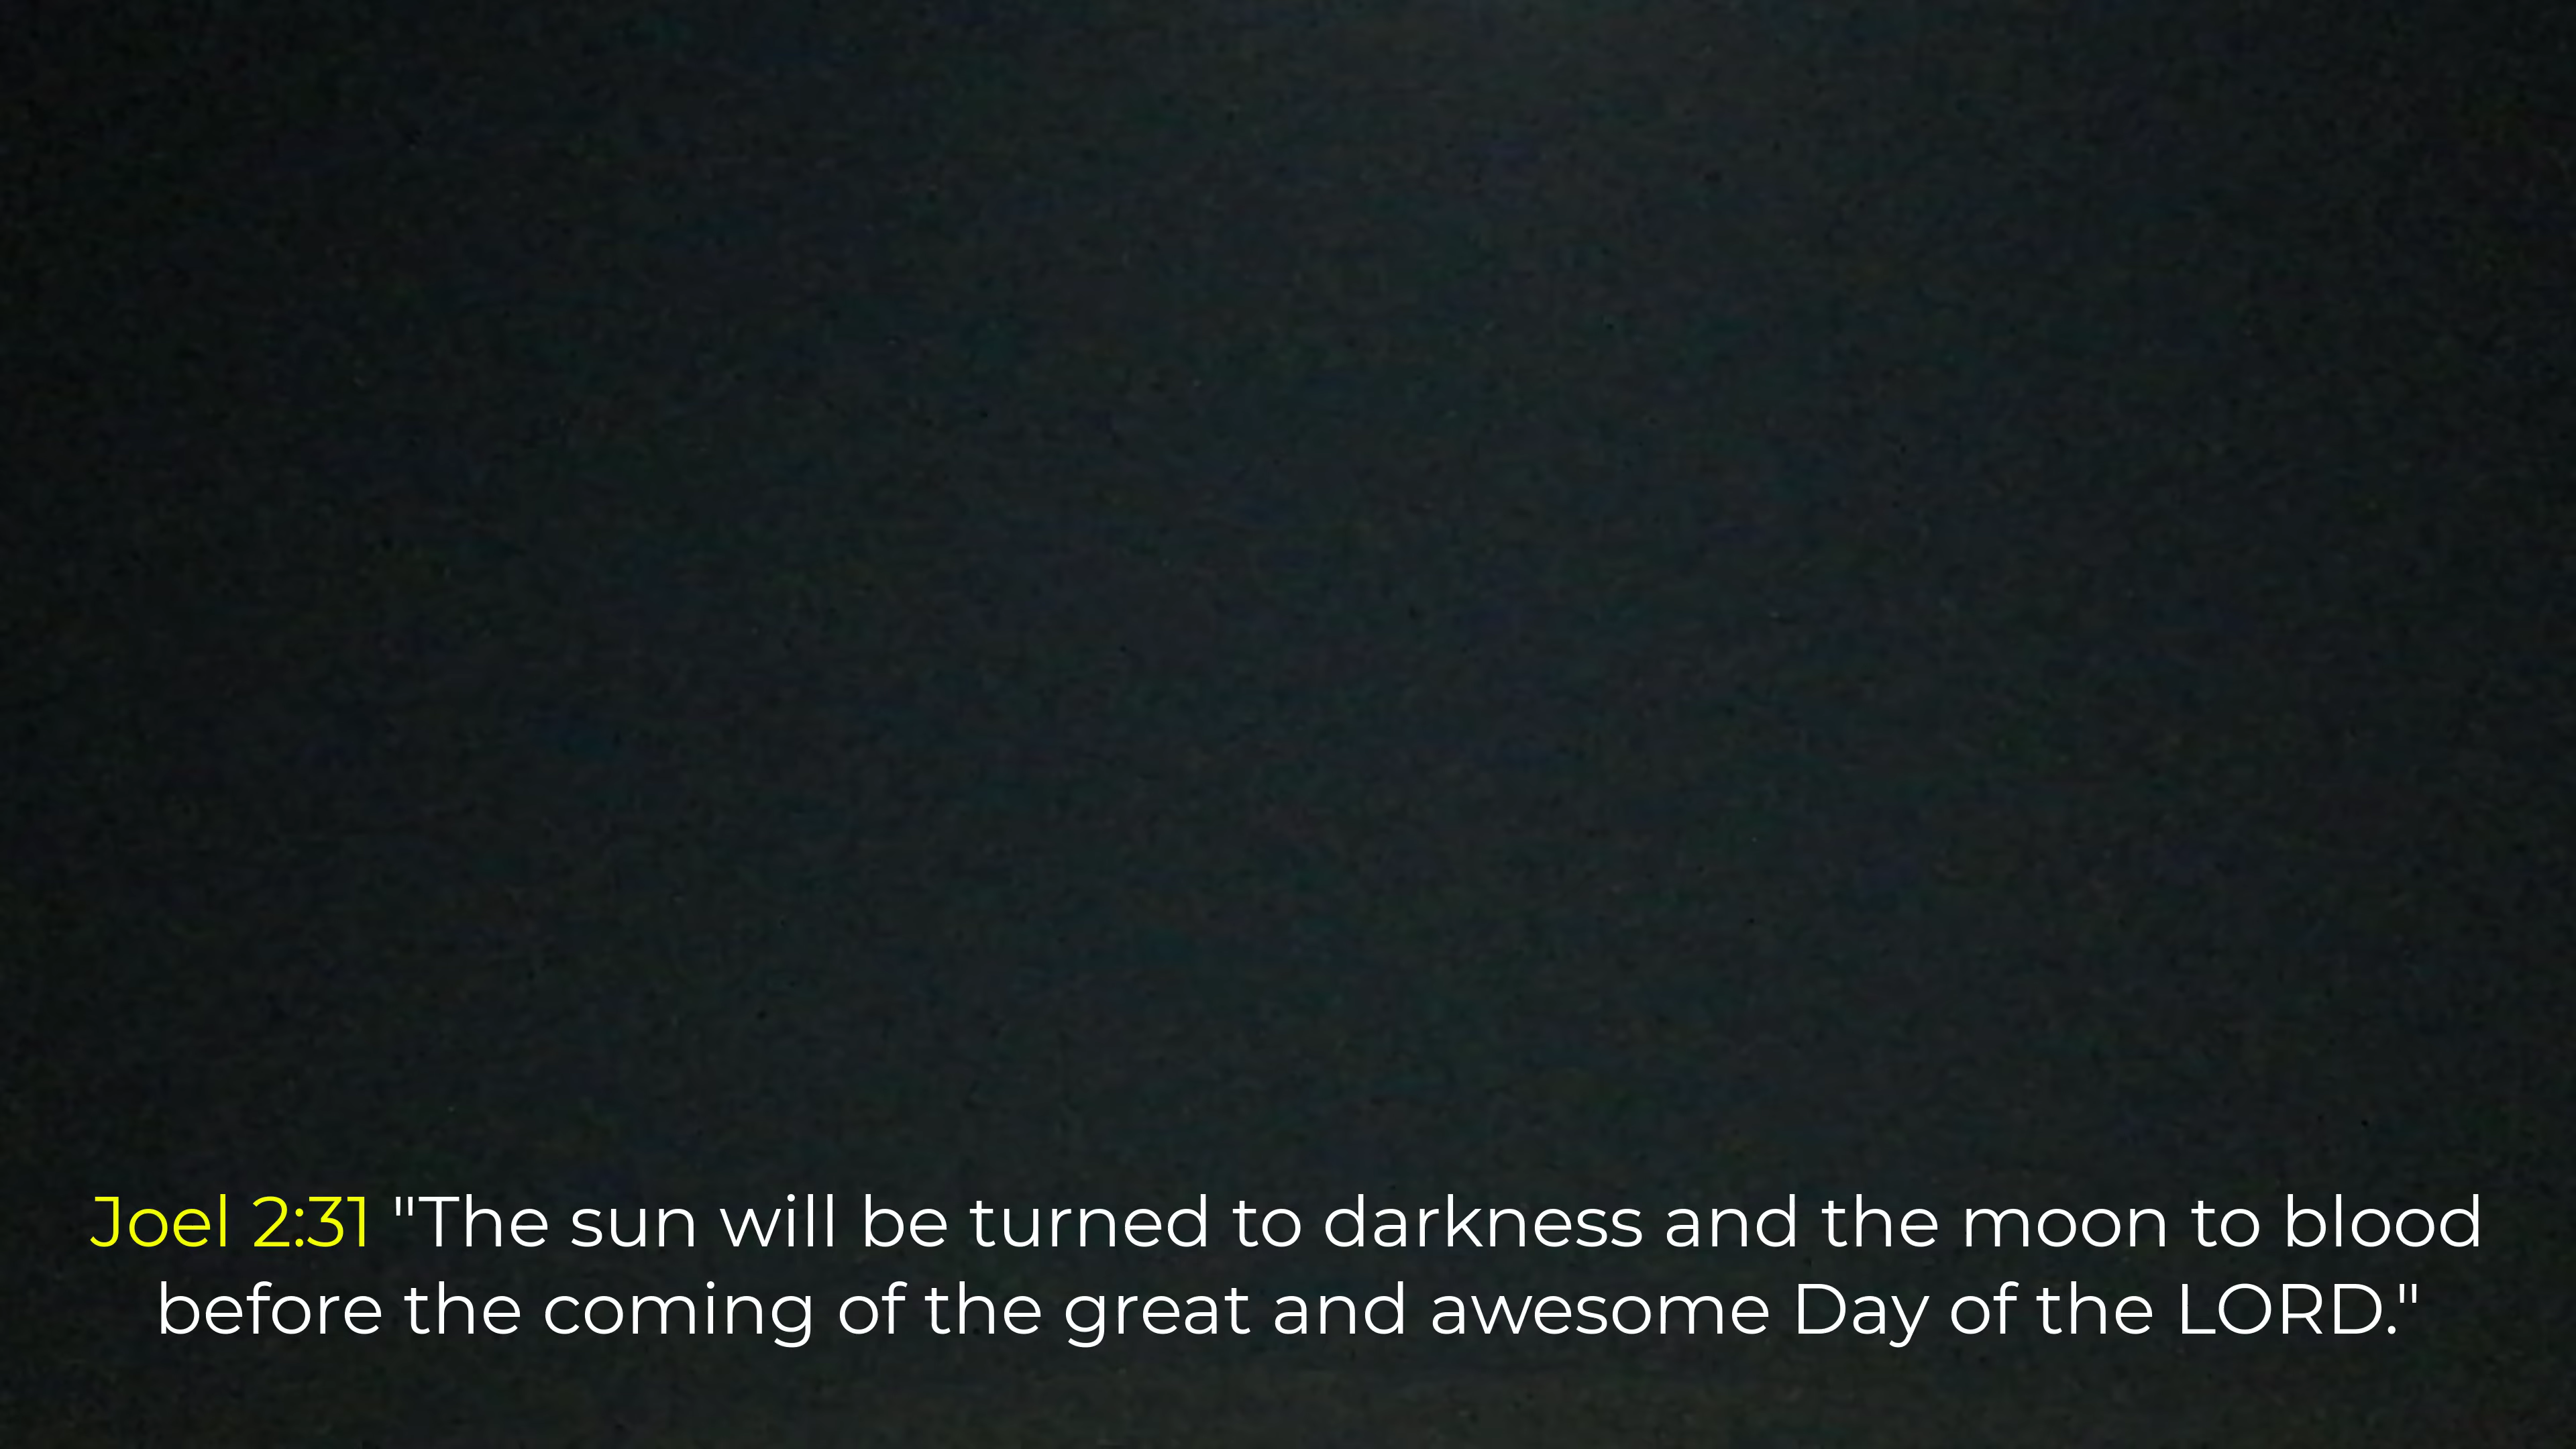 Joel 2:31 "The sun will be turned to darkness and the moon to blood
before the coming of the great and awesome Day of the LORD."